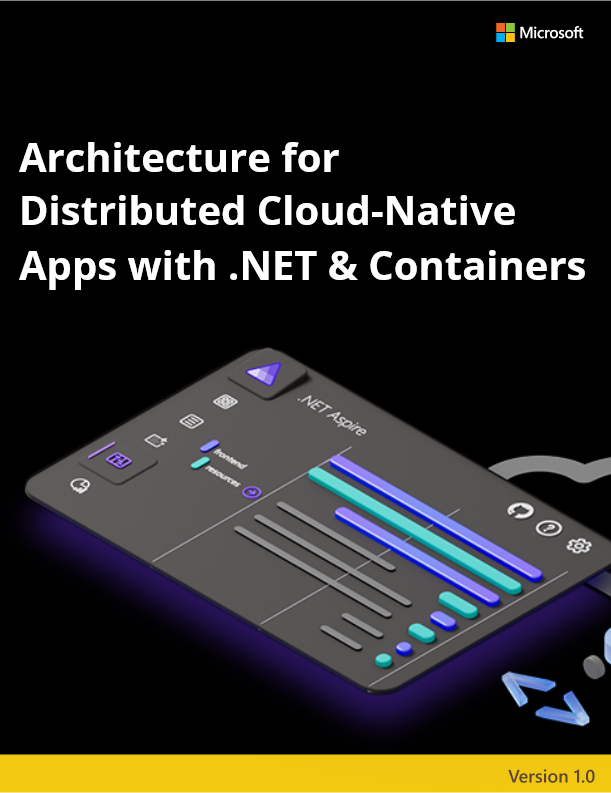 Microsoft
Architecture for
Distributed Cloud-Native
Apps with .NET & Containers
.NET Aspire
frontend
resources
Version 1.0